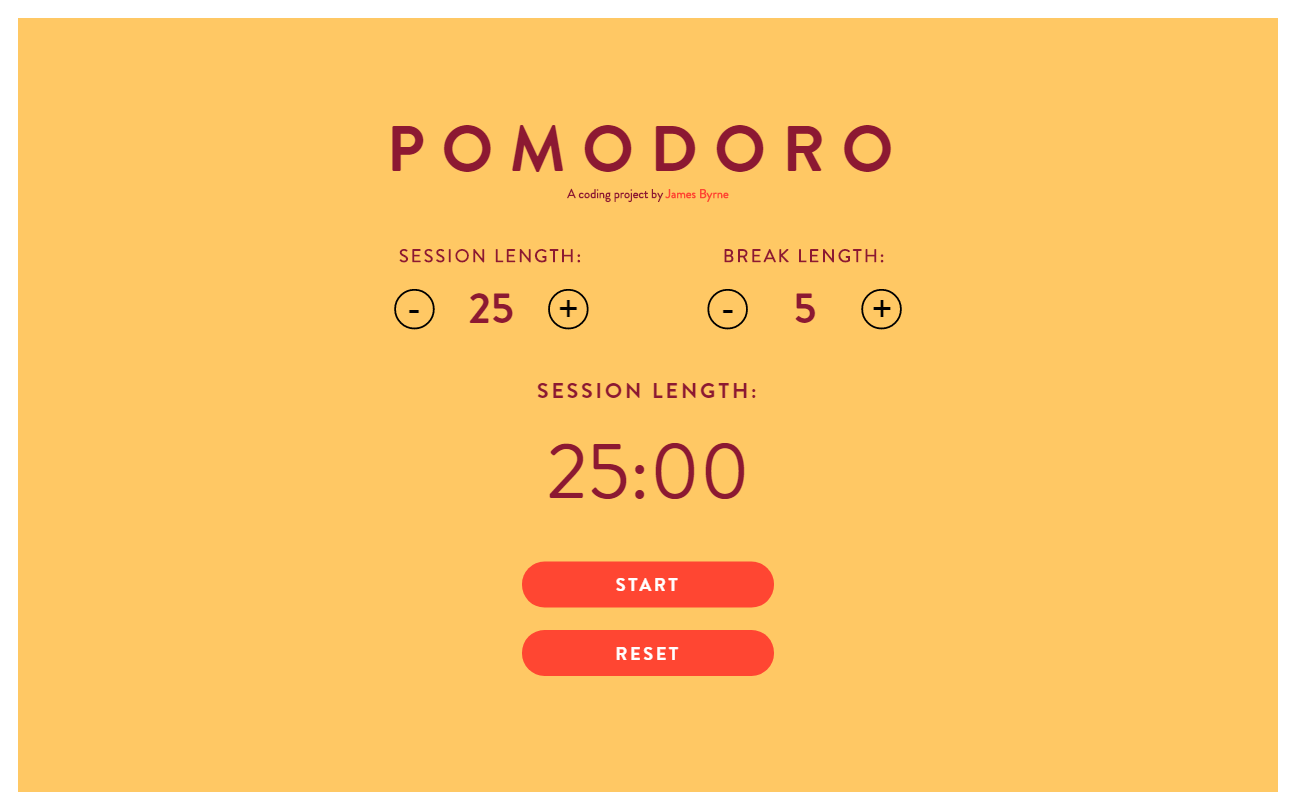 POMODORO
A coding project by James Byrne
SESSION LENGTH: BREAK LENGTH:
- 25 + - 5 +
SESSION LENGTH:
25:00
START
RESET